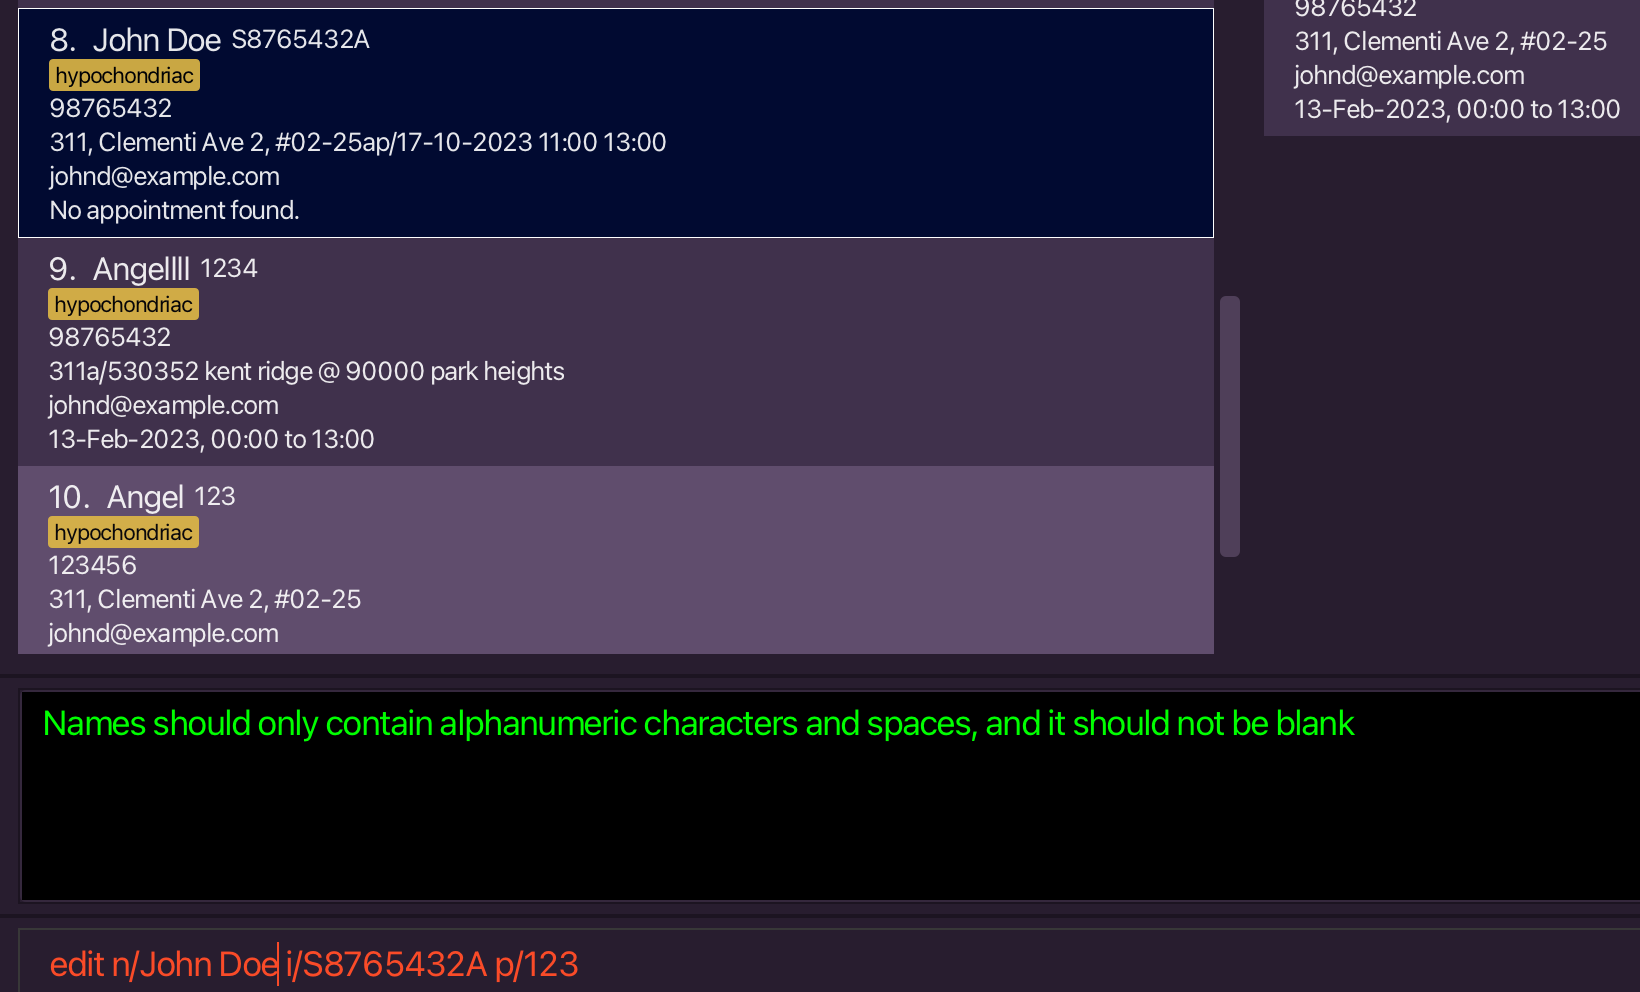 8. John Doe S8765432A
hypochondriac
98765432
311, Clementi Ave 2, #02-25ap/17-10-2023 11:00 13:00
johnd@example.com
No appointment found.
9. Angellll 1234
hypochondriac
98765432
311a/530352 kent ridge @ 90000 park heights
johnd@example.com
13-Feb-2023, 00:00 to 13:00
10. Angel 123
hypochondriac
123456
311, Clementi Ave 2, #02-25
johnd@example.com
98765432
311, Clementi Ave 2, #02-25
johnd@example.com
13-Feb-2023, 00:00 to 13:00
Names should only contain alphanumeric characters and spaces, and it should not be blank
edit n/John Doe i/S8765432A p/123